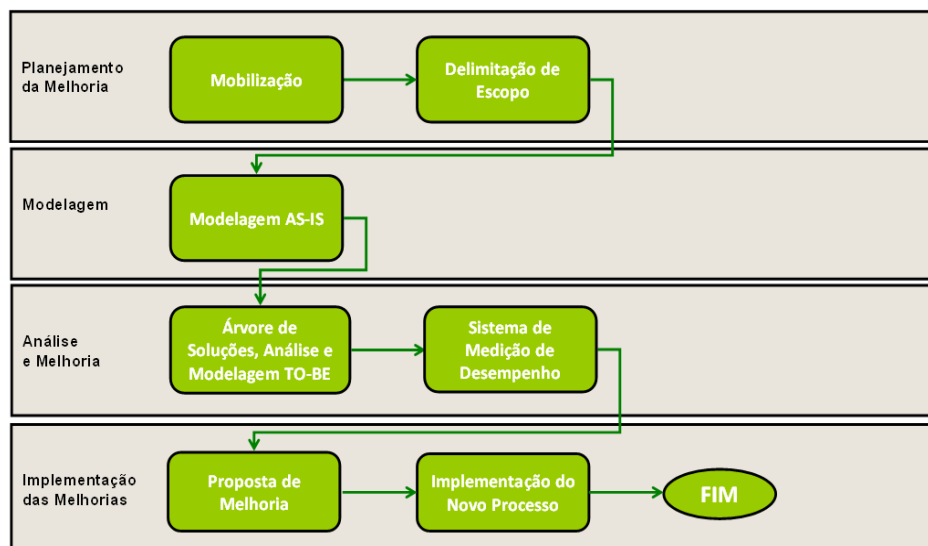 Planejamento
da Melhoria
Mobilização
Delimitação de
Escopo
Modelagem
Modelagem AS-IS
Análise
e Melhoria
Árvore de
Soluções, Análise e
Modelagem TO-BE
Sistema de
Medição de
Desempenho
Implementação
das Melhorias
Proposta de
Melhoria
Implementação do
Novo Processo
FIM